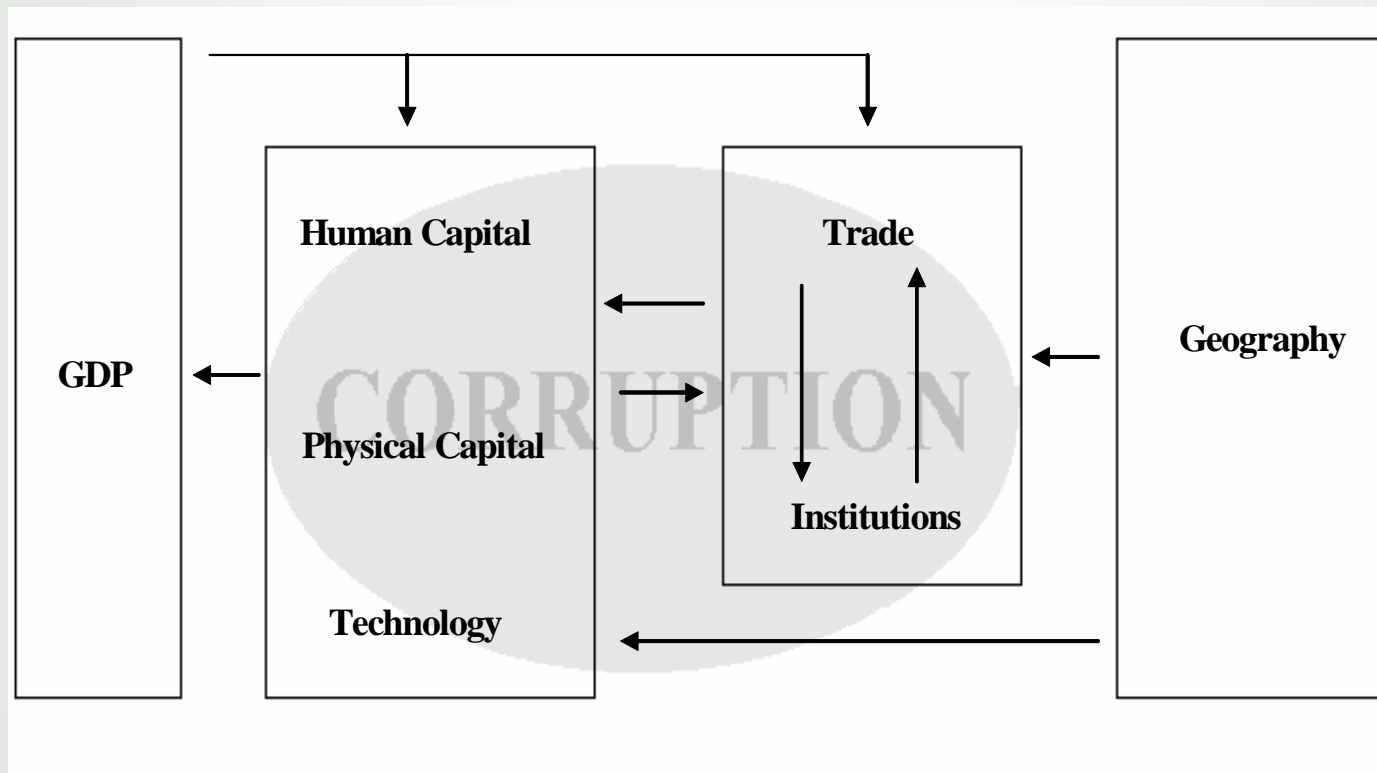 Human Capital
Trade
Geography
GDP
CORRUPTION
Physical Capital
Institutions
Technology